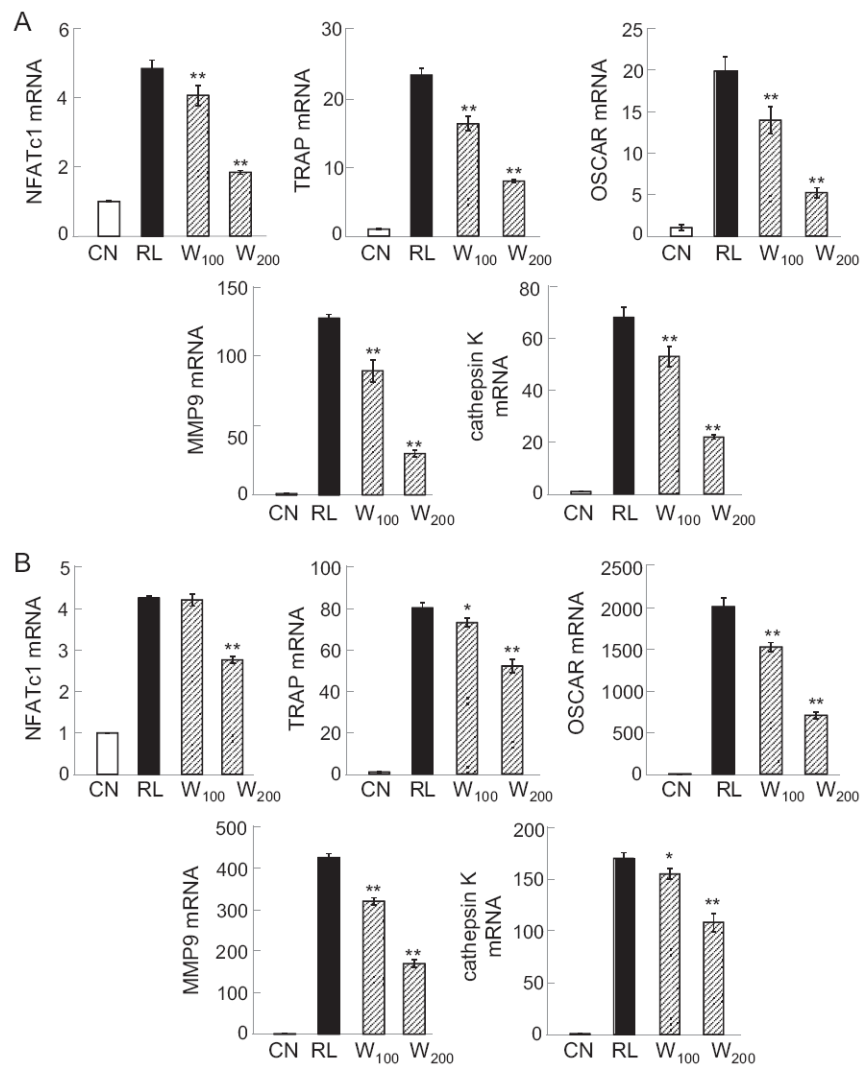 A
NFATc1 mRNA
6
4
2
0
CN RL W100 W200
** **
TRAP mRNA
30
20
10
0
CN RL W100 W200
** **
OSCAR mRNA
25
20
15
10
5
0
CN RL W100 W200
** **
MMP9 mRNA
150
100
50
0
CN RL W100 W200
** **
cathepsin K
mRNA
80
60
40
20
0
CN RL W100 W200
** **
B
NFATc1 mRNA
5
4
3
2
1
0
CN RL W100 W200
**
TRAP mRNA
100
80
60
40
20
0
CN RL W100 W200
* **
OSCAR mRNA
2500
2000
1500
1000
500
0
CN RL W100 W200
** **
MMP9 mRNA
500
400
300
200
100
0
CN RL W100 W200
** **
cathepsin K
mRNA
200
150
100
50
0
CN RL W100 W200
* **